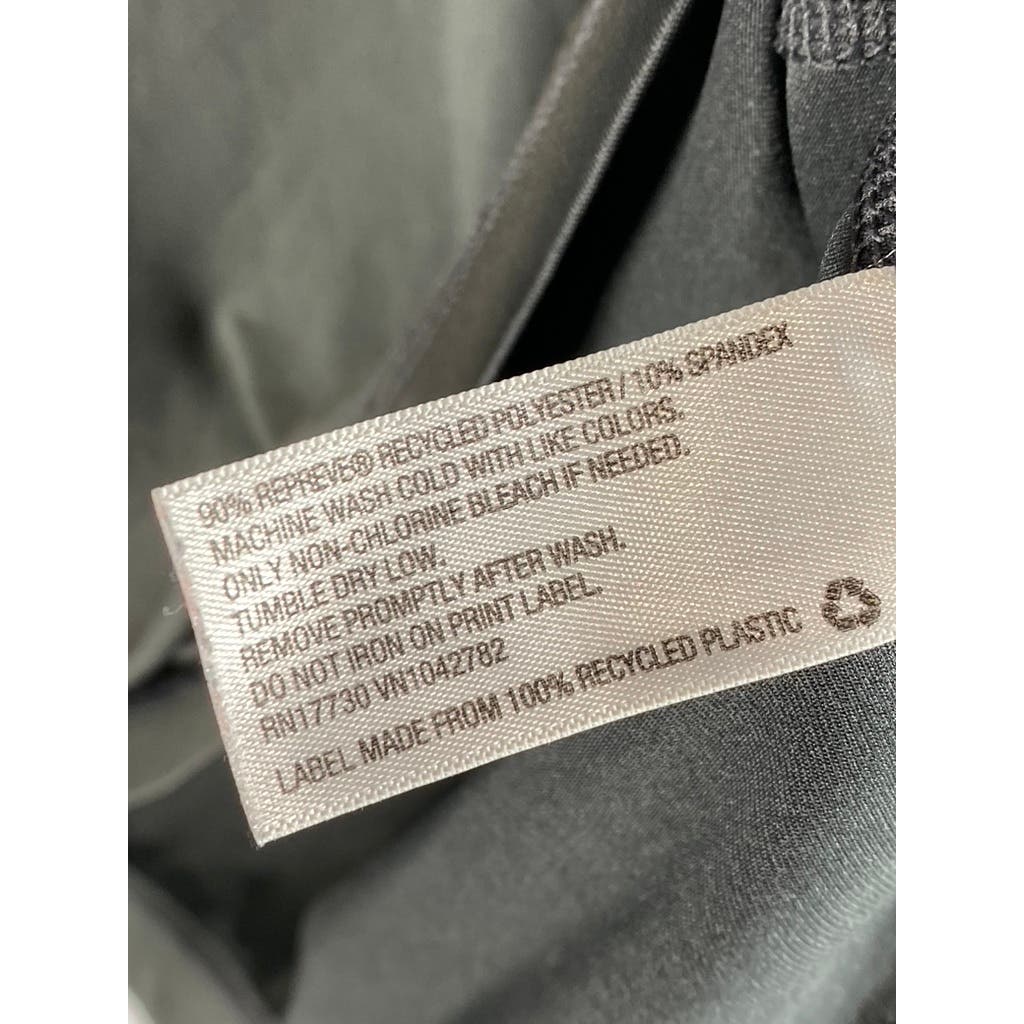 90% REPREVE® RECYCLED POLYESTER / 10% SPANDEX
MACHINE WASH COLD WITH LIKE COLORS.
ONLY NON-CHLORINE BLEACH IF NEEDED.
TUMBLE DRY LOW.
REMOVE PROMPTLY AFTER WASH.
DO NOT IRON ON PRINT LABEL.
RN17730 VN1042782
LABEL MADE FROM 100% RECYCLED PLASTIC